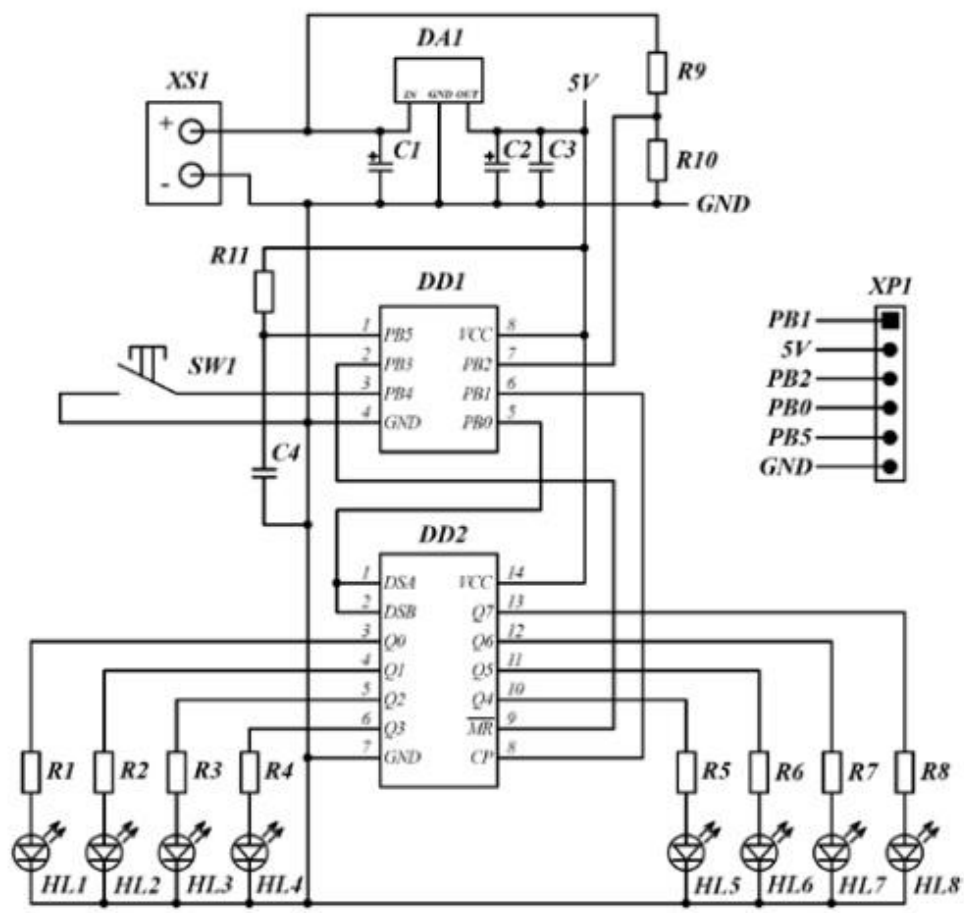 DA1
XS1
IN GND OUT
5V
R9
+
C1
+
C2
C3
R10
+
-
GND
R11
DD1
XP1
1 PB5 VCC 8
PB1
2 PB3 PB2 7
5V
SW1
3 PB4 PB1 6
PB2
4 GND PB0 5
PB0
PB5
C4
GND
DD2
1 DSA VCC 14
2 DSB Q7 13
3 Q0 Q6 12
4 Q1 Q5 11
5 Q2 Q4 10
6 Q3 MR 9
7 GND CP 8
R1 R2 R3 R4 R5 R6 R7 R8
HL1 HL2 HL3 HL4 HL5 HL6 HL7 HL8